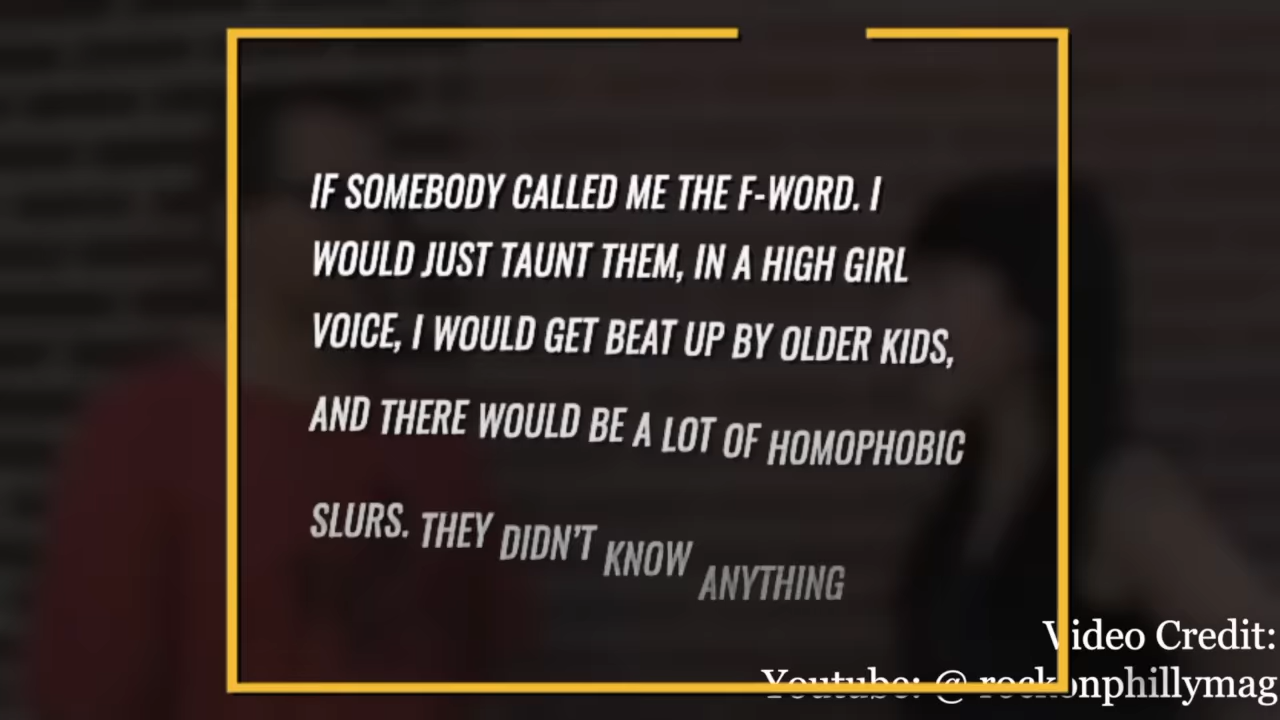 IF SOMEBODY CALLED ME THE F-WORD. I
WOULD JUST TAUNT THEM, IN A HIGH GIRL
VOICE, I WOULD GET BEAT UP BY OLDER KIDS,
AND THERE WOULD BE A LOT OF HOMOPHOBIC
SLURS. THEY DIDN'T KNOW ANYTHING
Video Credit:
Youtube: @ rockonphillymag